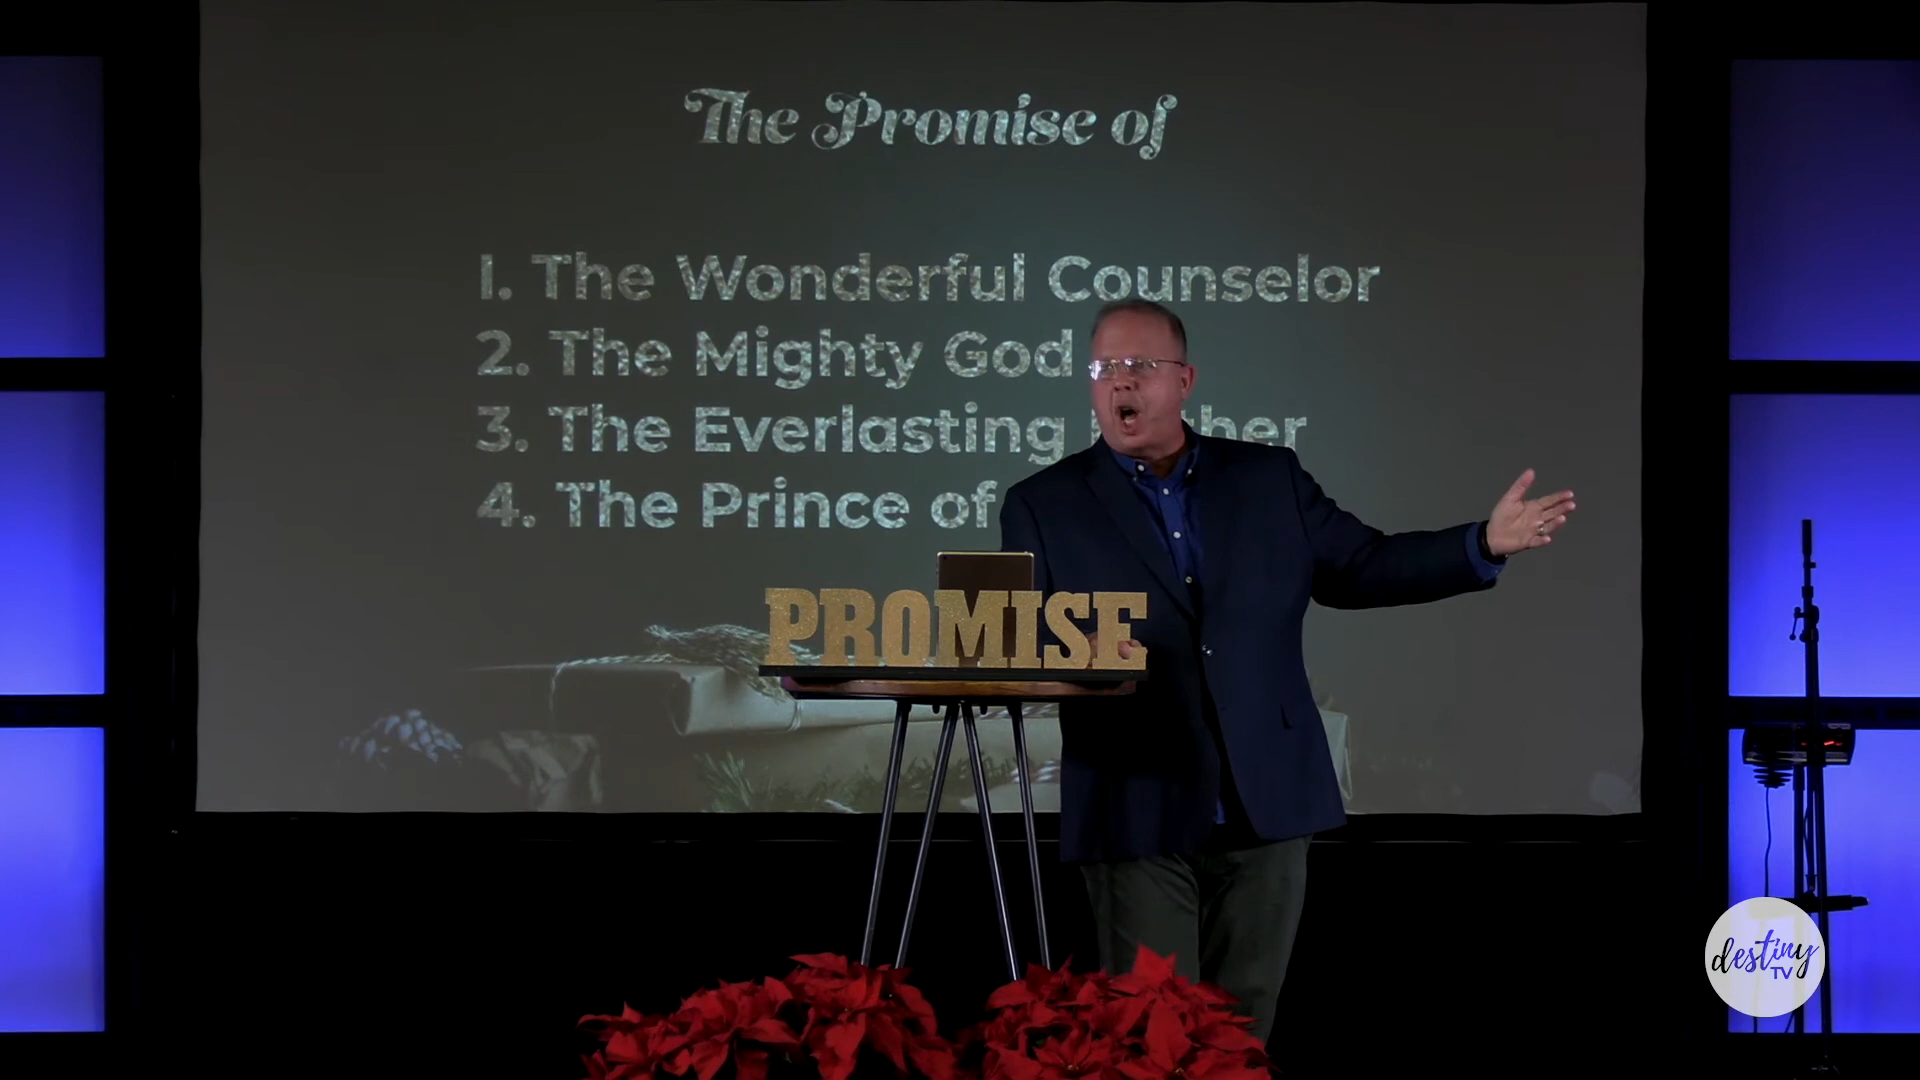 The Promise of
1. The Wonderful Counselor
2. The Mighty God
3. The Everlasting
4. The Prince of
PROMISE
destiny
TV